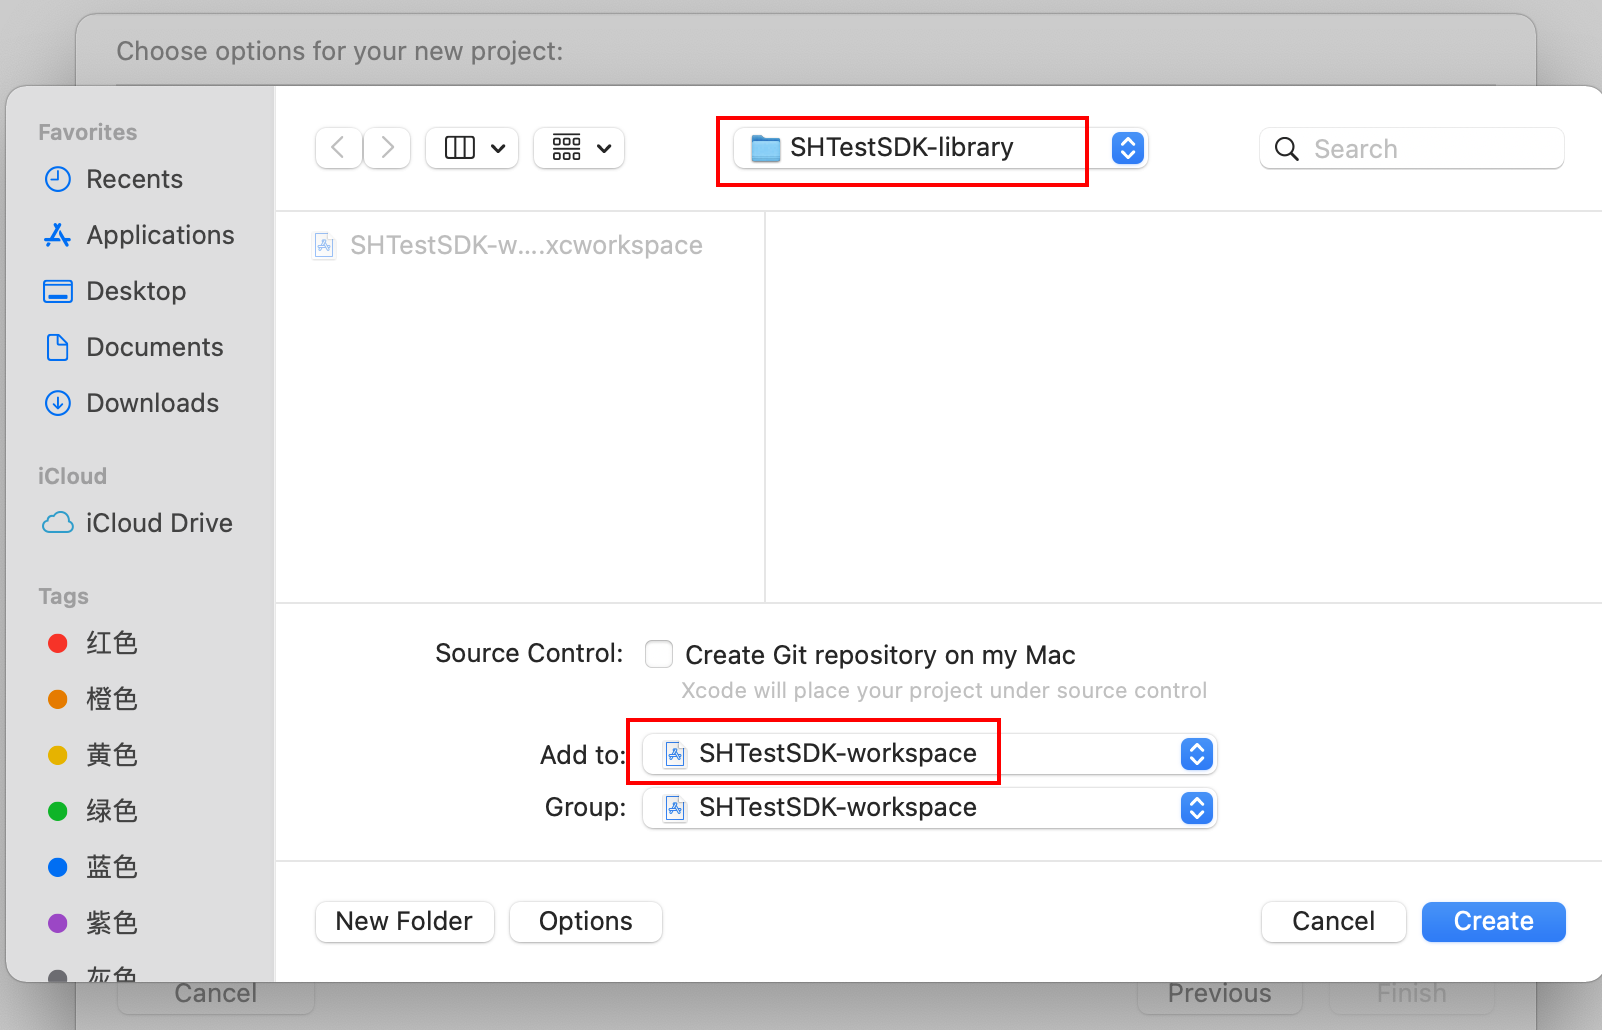 Choose options for your new project:
Favorites
Recents
Applications
Desktop
Documents
Downloads
iCloud
iCloud Drive
Tags
红色
橙色
黄色
绿色
蓝色
紫色
灰色
SHTestSDK-library
Search
SHTestSDK-w....xcworkspace
Source Control:
Create Git repository on my Mac
Xcode will place your project under source control
Add to: SHTestSDK-workspace
Group: SHTestSDK-workspace
New Folder
Options
Cancel
Create
Cancel
Previous
Finish